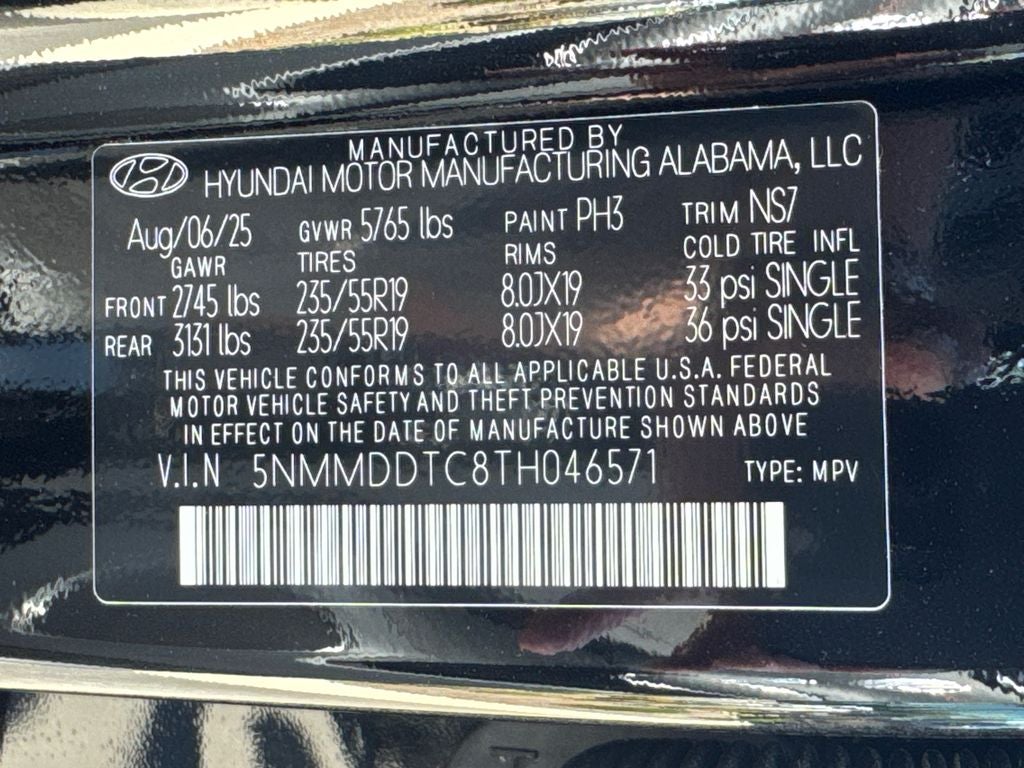 MANUFACTURED BY
HYUNDAI MOTOR MANUFACTURING ALABAMA, LLC
Aug/06/25 GVWR 5765 lbs PAINT PH3 TRIM NS7
GAWR TIRES RIMS COLD TIRE INFL
FRONT 2745 lbs 235/55R19 8.0JX19 33 psi SINGLE
REAR 3131 lbs 235/55R19 8.0JX19 36 psi SINGLE
THIS VEHICLE CONFORMS TO ALL APPLICABLE U.S.A. FEDERAL
MOTOR VEHICLE SAFETY AND THEFT PREVENTION STANDARDS
IN EFFECT ON THE DATE OF MANUFACTURE SHOWN ABOVE
V.I.N 5NMMDDTC8TH046571 TYPE: MPV